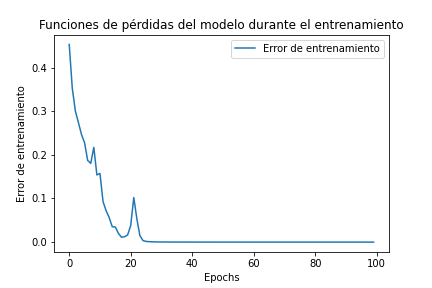 Funciones de pérdidas del modelo durante el entrenamiento
Error de entrenamiento
Error de entrenamiento
0.4
0.3
0.2
0.1
0.0
0 20 40 60 80 100
Epochs